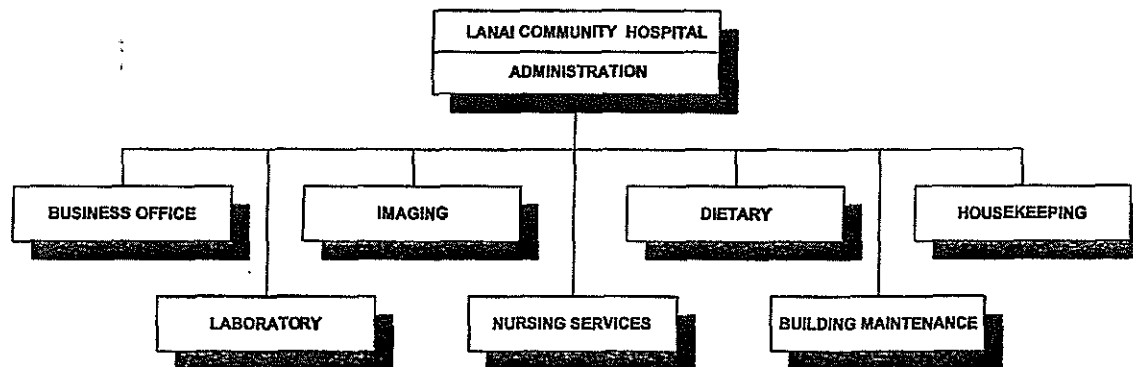 LANAI COMMUNITY HOSPITAL
ADMINISTRATION
BUSINESS OFFICE
IMAGING
DIETARY
HOUSEKEEPING
LABORATORY
NURSING SERVICES
BUILDING MAINTENANCE